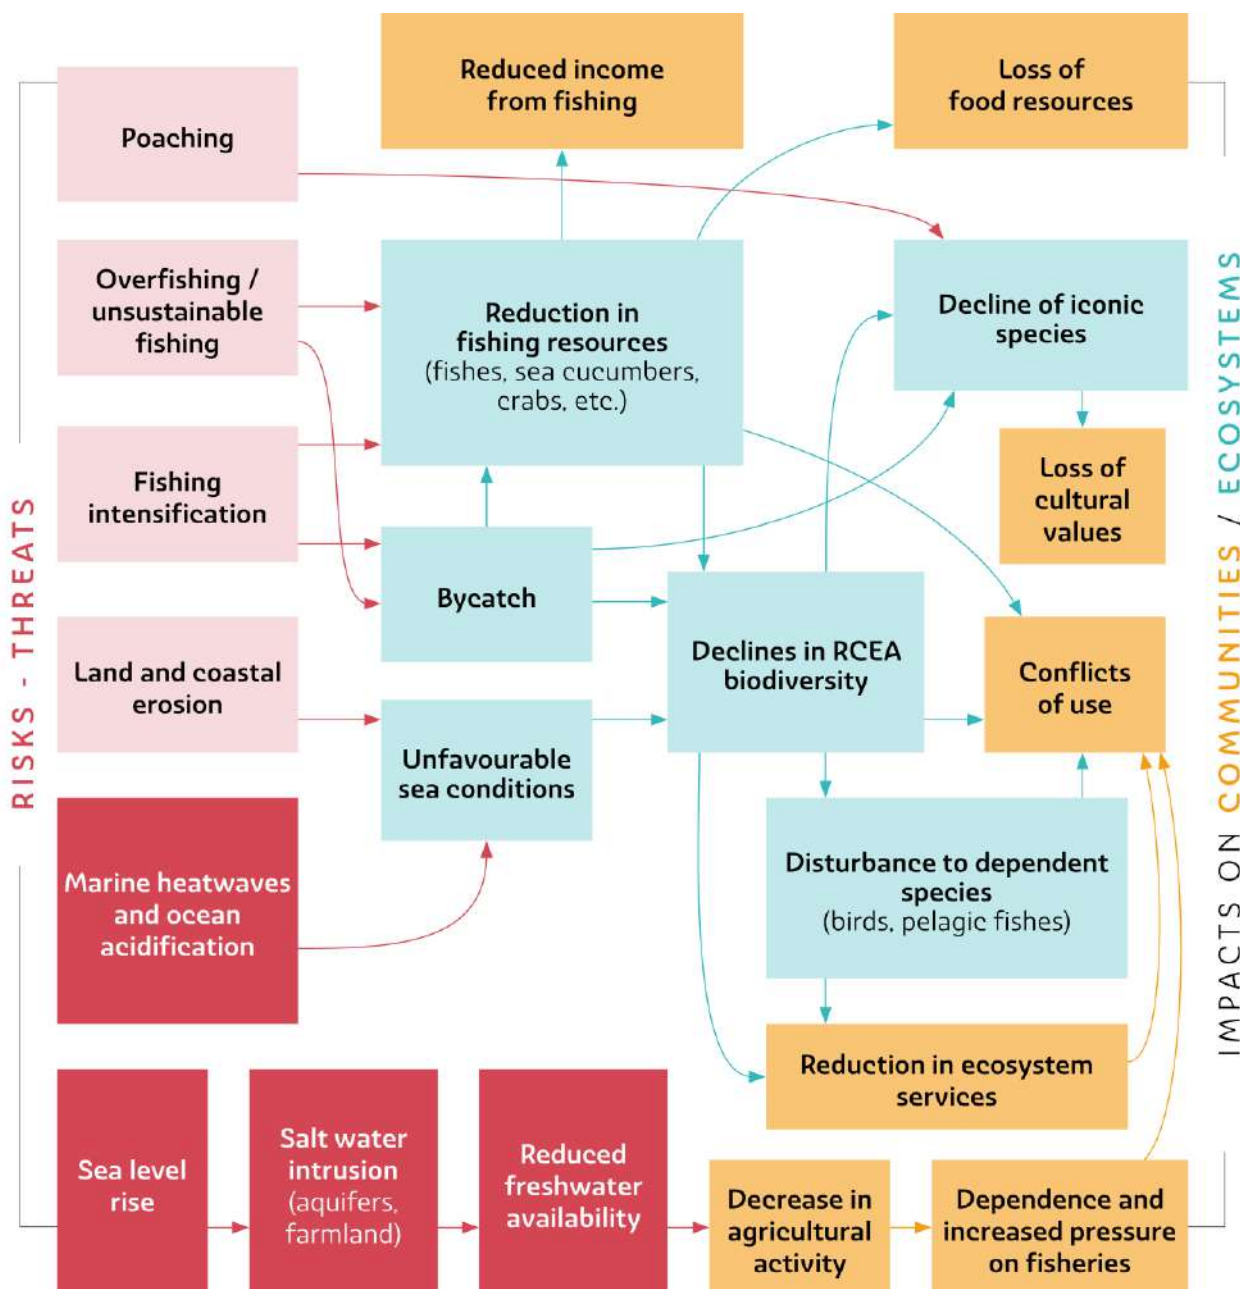 Reduced income
from fishing
Loss of
food resources
Poaching
Overfishing /
unsustainable
fishing
Reduction in
fishing resources
(fishes, sea cucumbers,
crabs, etc.)
Decline of iconic
species
Fishing
intensification
Loss of
cultural
values
Bycatch
Land and coastal
erosion
Declines in RCEA
biodiversity
Conflicts
of use
Unfavourable
sea conditions
Marine heatwaves
and ocean
acidification
Disturbance to dependent
species
(birds, pelagic fishes)
Reduction in ecosystem
services
Sea level
rise
Salt water
intrusion
(aquifers,
farmland)
Reduced
freshwater
availability
Decrease in
agricultural
activity
Dependence and
increased pressure
on fisheries
RISKS - THREATS
IMPACTS ON COMMUNITIES / ECOSYSTEMS